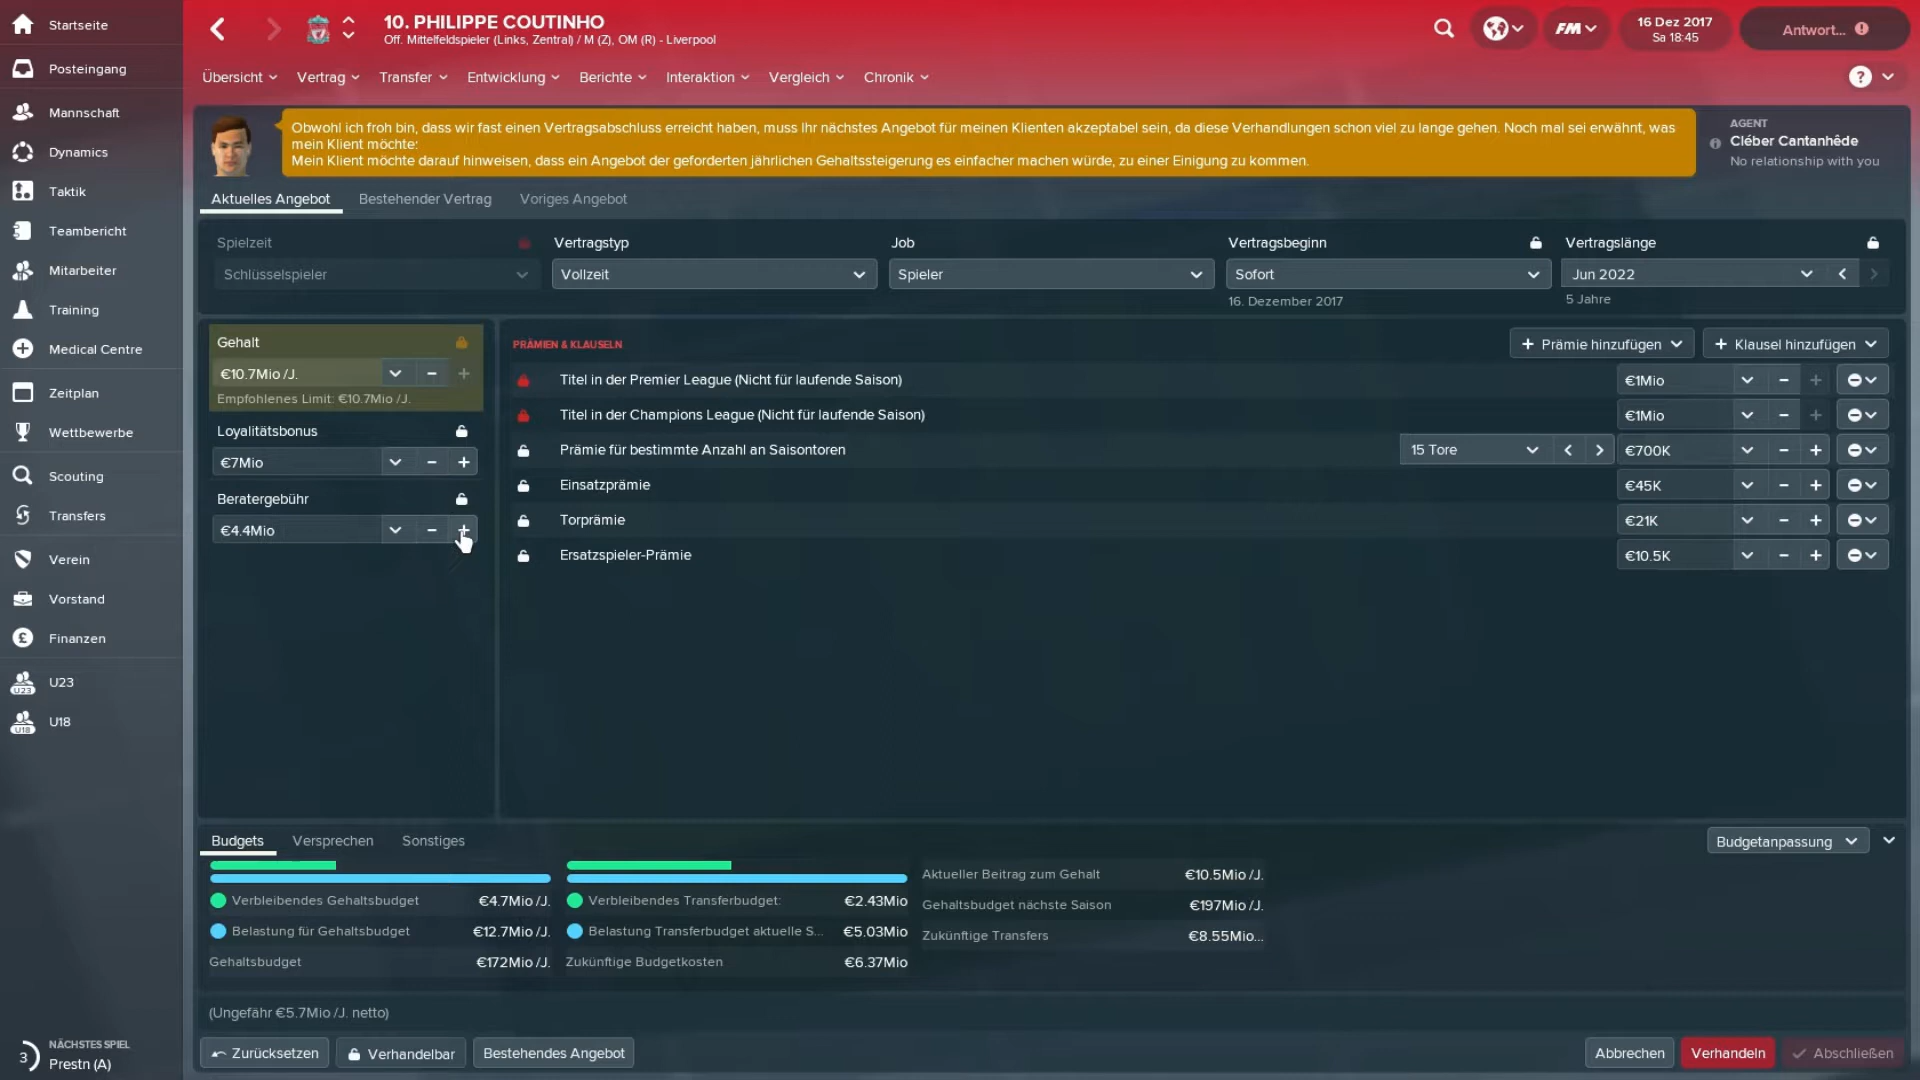 Startseite
Posteingang
Mannschaft
Dynamics
Taktik
Teambericht
Mitarbeiter
Training
Medical Centre
Zeitplan
Wettbewerbe
Scouting
Transfers
Verein
Vorstand
Finanzen
U23
U23
U18
U18
3
NÄCHSTES SPIEL
Prestn (A)
10. PHILIPPE COUTINHO
Off. Mittelfeldspieler (Links, Zentral) / M (Z), OM (R) - Liverpool
FM
16 Dez 2017
Sa 18:45
Antwort...
Übersicht Vertrag Transfer Entwicklung Berichte Interaktion Vergleich Chronik
?
Obwohl ich froh bin, dass wir fast einen Vertragsabschluss erreicht haben, muss Ihr nächstes Angebot für meinen Klienten akzeptabel sein, da diese Verhandlungen schon viel zu lange gehen. Noch mal sei erwähnt, was
mein Klient möchte:
Mein Klient möchte darauf hinweisen, dass ein Angebot der geforderten jährlichen Gehaltssteigerung es einfacher machen würde, zu einer Einigung zu kommen.
AGENT
Cléber Cantanhêde
No relationship with you
Aktuelles Angebot Bestehender Vertrag Voriges Angebot
Spielzeit Vertragstyp Job Vertragsbeginn Vertragslänge
Schlüsselspieler Vollzeit Spieler Sofort Jun 2022
16. Dezember 2017 5 Jahre
Gehalt
€10.7Mio /J.
Empfohlenes Limit: €10.7Mio /J.
Loyalitätsbonus
€7Mio
Beratergebühr
€4.4Mio
PRÄMIEN & KLAUSELN
+ Prämie hinzufügen + Klausel hinzufügen
Titel in der Premier League (Nicht für laufende Saison) €1Mio
Titel in der Champions League (Nicht für laufende Saison) €1Mio
Prämie für bestimmte Anzahl an Saisontoren 15 Tore €700K
Einsatzprämie €45K
Torprämie €21K
Ersatzspieler-Prämie €10.5K
Budgets Versprechen Sonstiges
Budgetanpassung
Verbleibendes Gehaltsbudget €4.7Mio /J.
Belastung für Gehaltsbudget €12.7Mio /J.
Gehaltsbudget €172Mio /J.
Verbleibendes Transferbudget: €2.43Mio
Belastung Transferbudget aktuelle S... €5.03Mio
Zukünftige Budgetkosten €6.37Mio
Aktueller Beitrag zum Gehalt €10.5Mio /J.
Gehaltsbudget nächste Saison €197Mio /J.
Zukünftige Transfers €8.55Mio...
(Ungefähr €5.7Mio /J. netto)
Zurücksetzen Verhandelbar Bestehendes Angebot
Abbrechen Verhandeln Abschließen